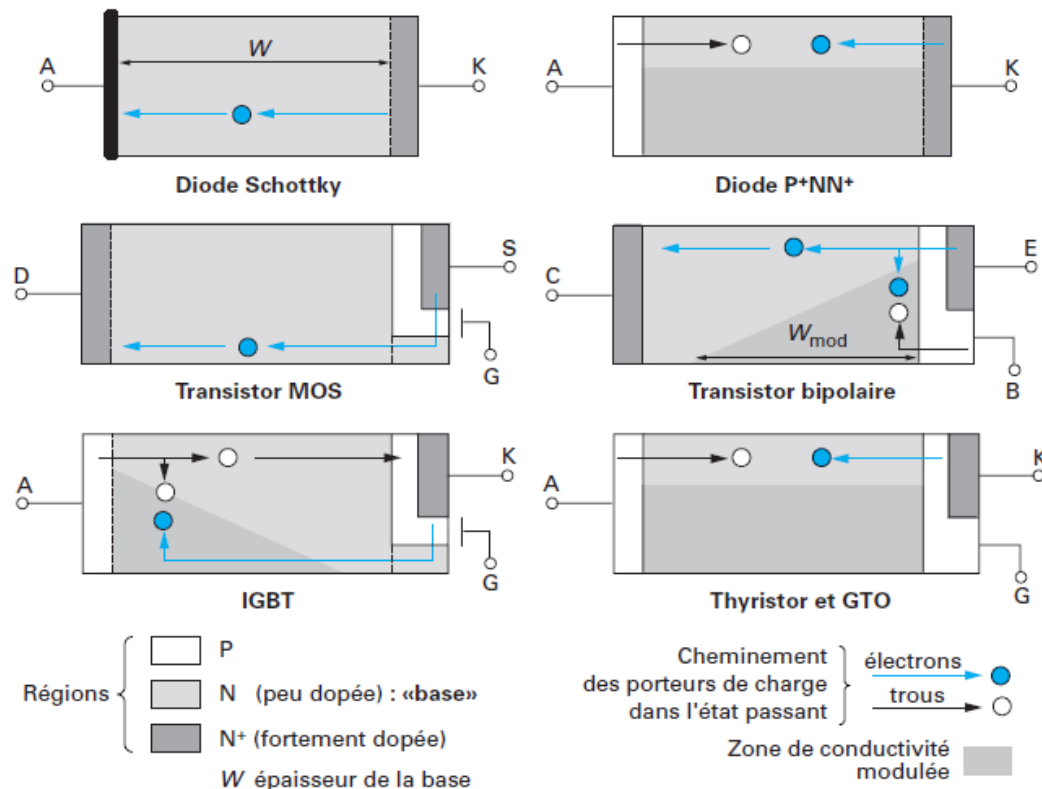 A
W
K
Diode Schottky
A
K
Diode P+NN+
D
S
G
Transistor MOS
C
E
Wmod
B
Transistor bipolaire
A
K
G
IGBT
A
K
G
Thyristor et GTO
Régions
P
N (peu dopée) : «base»
N+ (fortement dopée)
W épaisseur de la base
Cheminement
des porteurs de charge
dans l'état passant
électrons
trous
Zone de conductivité
modulée